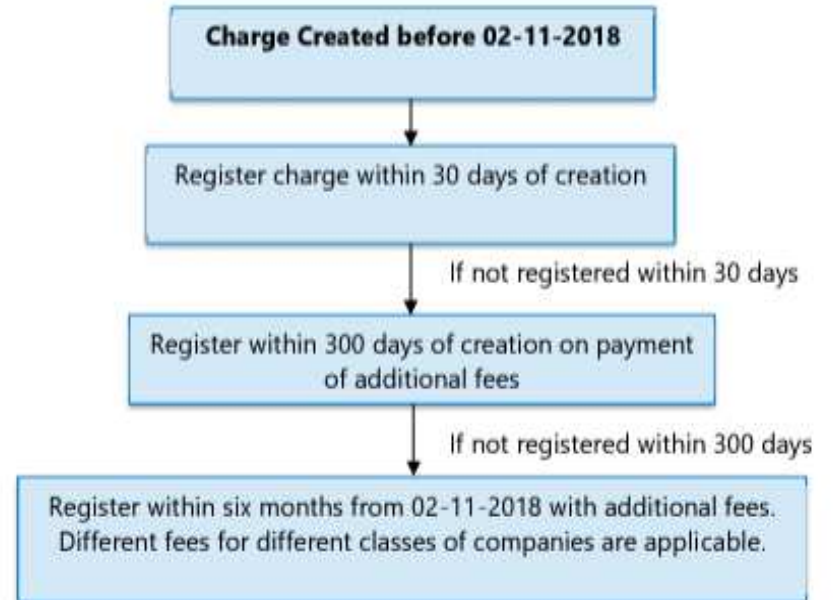 Charge Created before 02-11-2018
Register charge within 30 days of creation
If not registered within 30 days
Register within 300 days of creation on payment
of additional fees
If not registered within 300 days
Register within six months from 02-11-2018 with additional fees.
Different fees for different classes of companies are applicable.